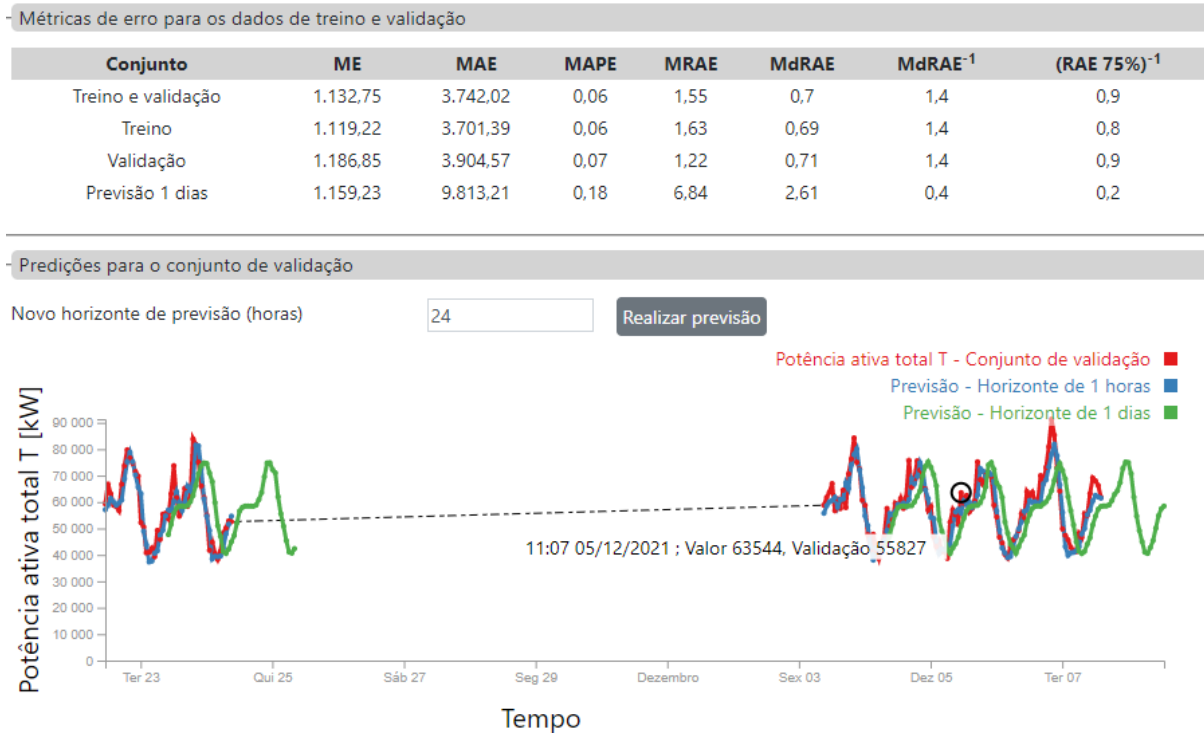 Métricas de erro para os dados de treino e validação
Conjunto ME MAE MAPE MRAE MdRAE MdRAE-1 (RAE 75%)-1
Treino e validação 1.132,75 3.742,02 0,06 1,55 0,7 1,4 0,9
Treino 1.119,22 3.701,39 0,06 1,63 0,69 1,4 0,8
Validação 1.186,85 3.904,57 0,07 1,22 0,71 1,4 0,9
Previsão 1 dias 1.159,23 9.813,21 0,18 6,84 2,61 0,4 0,2
Predições para o conjunto de validação
Novo horizonte de previsão (horas) 24 Realizar previsão
Potência ativa total T - Conjunto de validação
Previsão - Horizonte de 1 horas
Previsão - Horizonte de 1 dias
Potência ativa total T [kW]
90 000
80 000
70 000
60 000
50 000
40 000
30 000
20 000
10 000
0
11:07 05/12/2021 ; Valor 63544, Validação 55827
Ter 23 Qui 25 Sáb 27 Seg 29 Dezembro Sex 03 Dez 05 Ter 07
Tempo